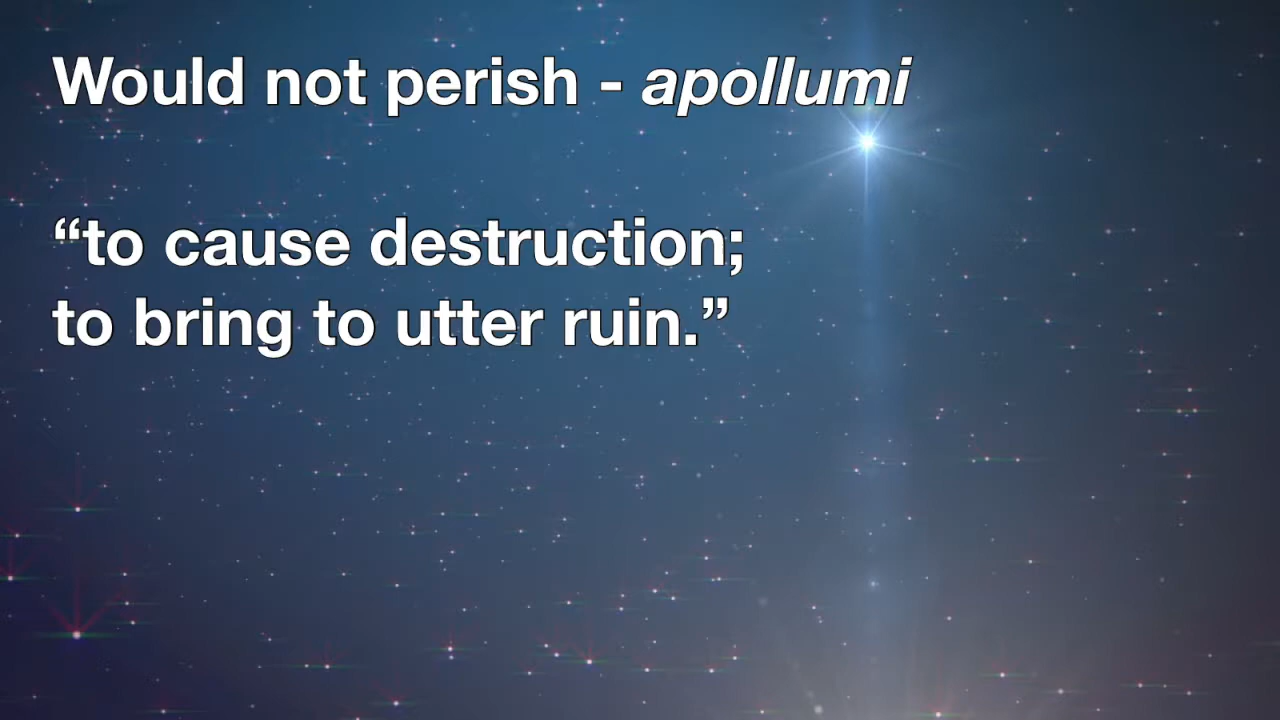 Would not perish - apollumi
“to cause destruction;
to bring to utter ruin.”